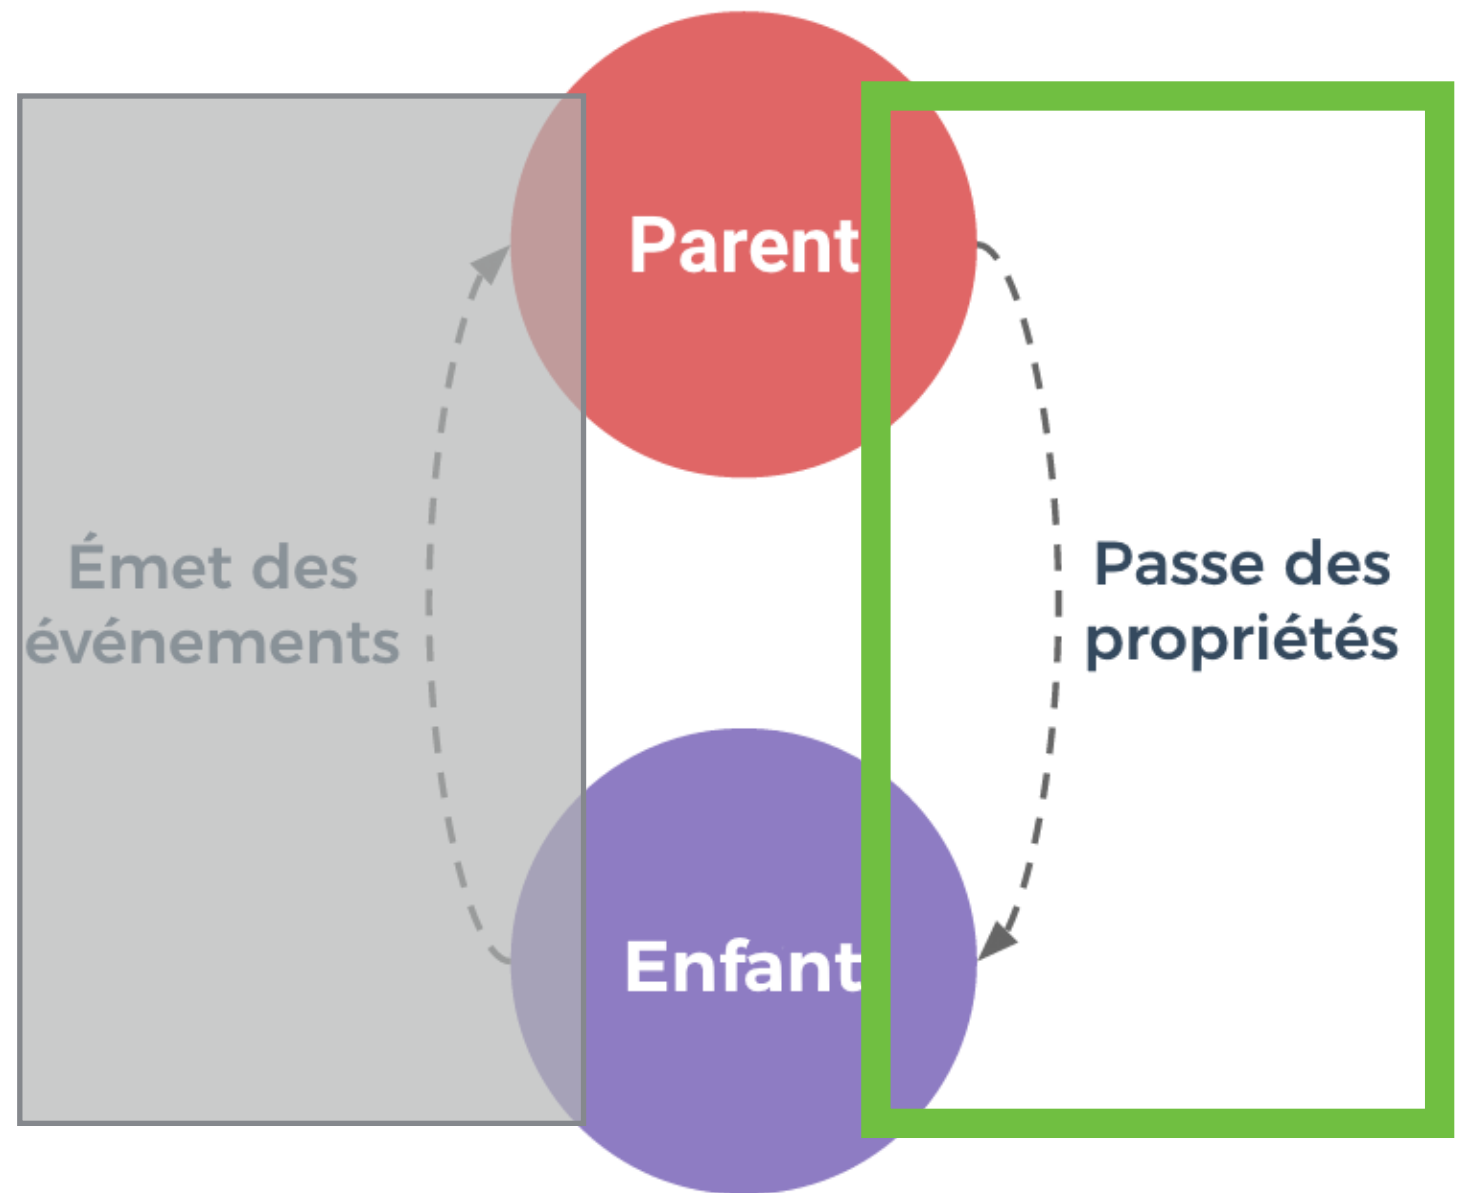 Parent
Émet des
événements
Passe des
propriétés
Enfant